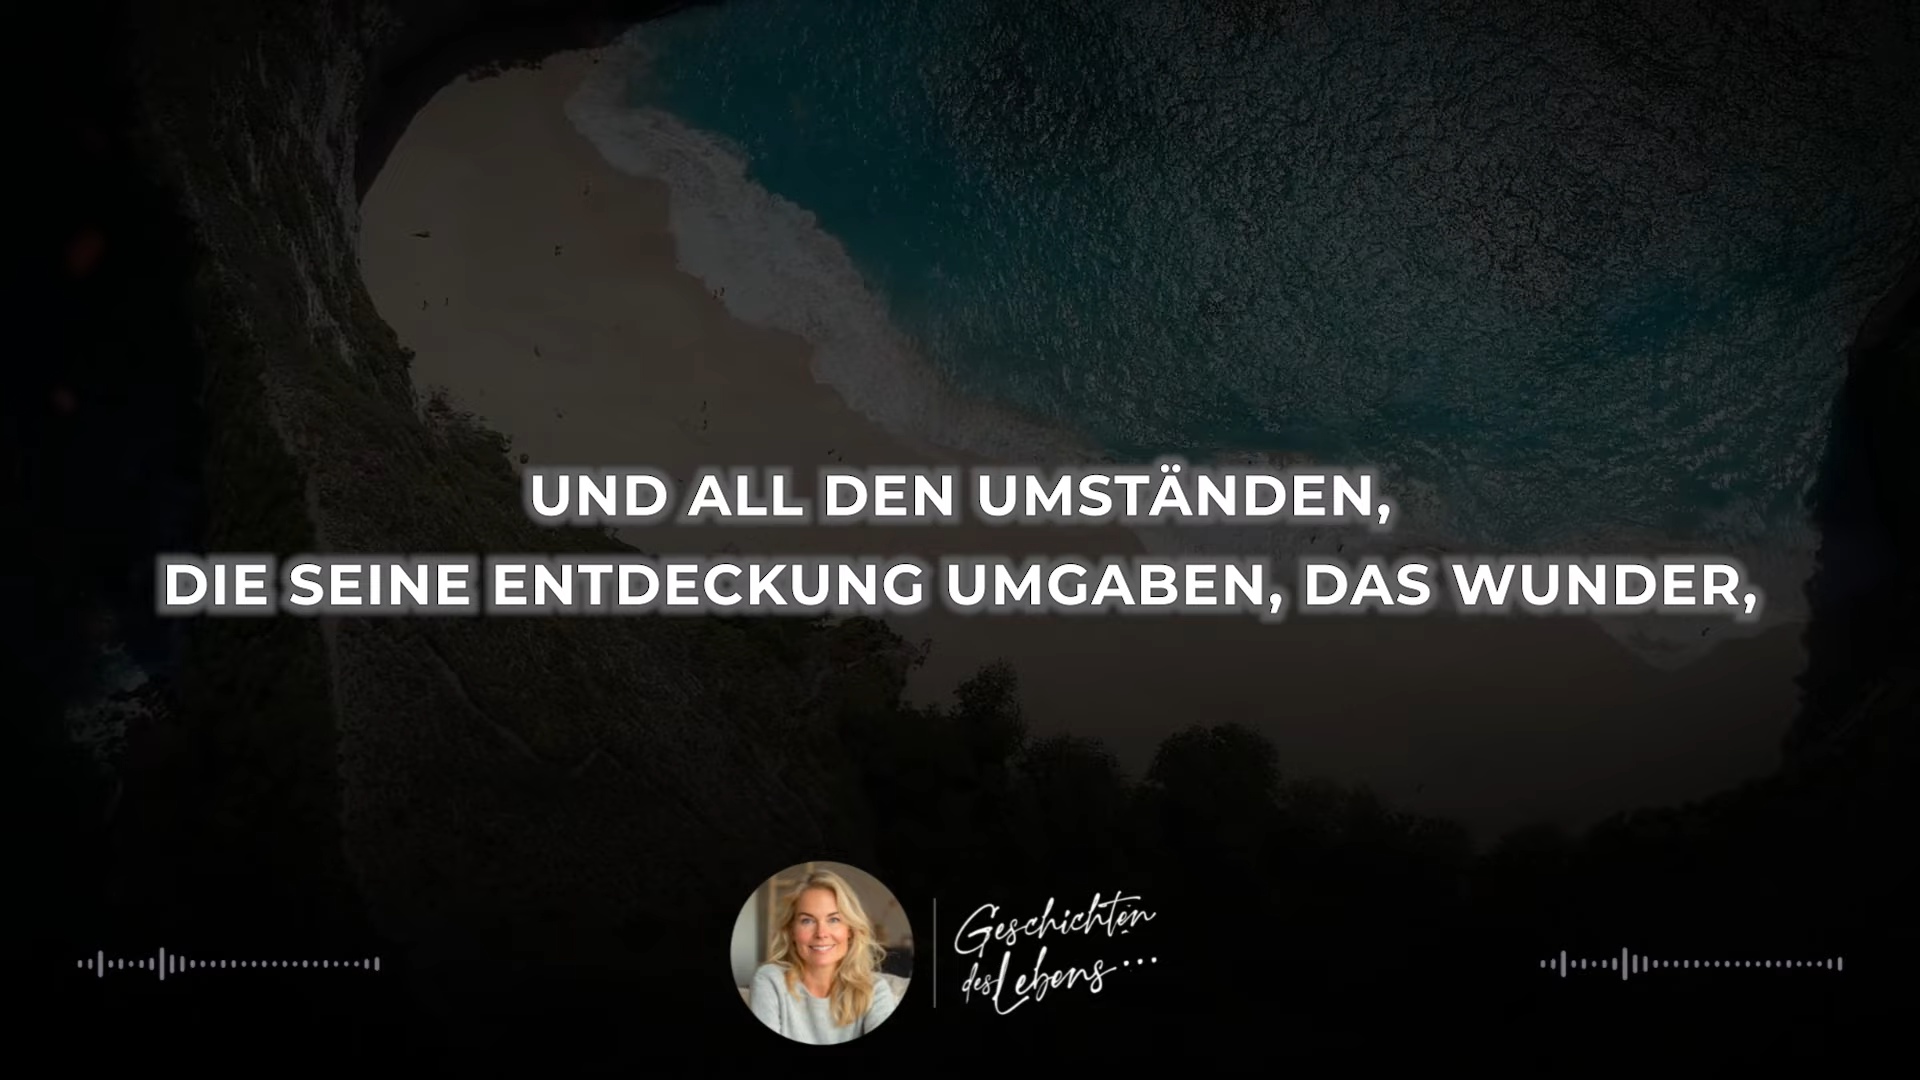 UND ALL DEN UMSTÄNDEN,
DIE SEINE ENTDECKUNG UMGABEN, DAS WUNDER,
Geschichten
des Lebens...